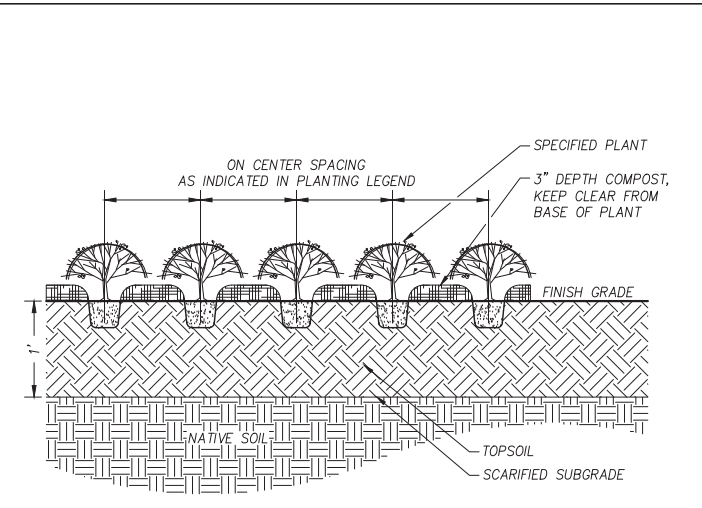 SPECIFIED PLANT
ON CENTER SPACING
AS INDICATED IN PLANTING LEGEND
3" DEPTH COMPOST,
KEEP CLEAR FROM
BASE OF PLANT
FINISH GRADE
1'
NATIVE SOIL
TOPSOIL
SCARIFIED SUBGRADE